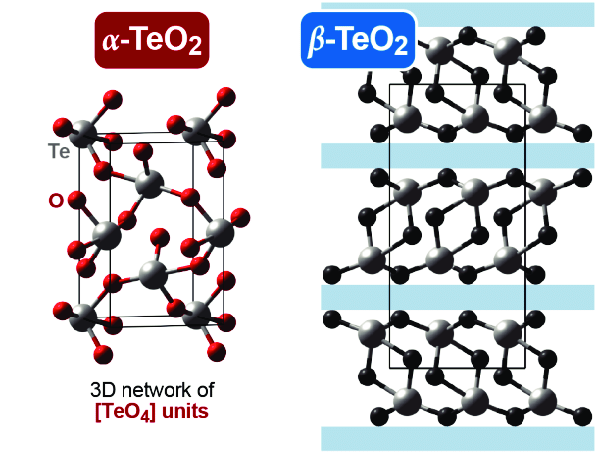 α-TeO₂
β-TeO₂
Te
O
3D network of
[TeO₄] units